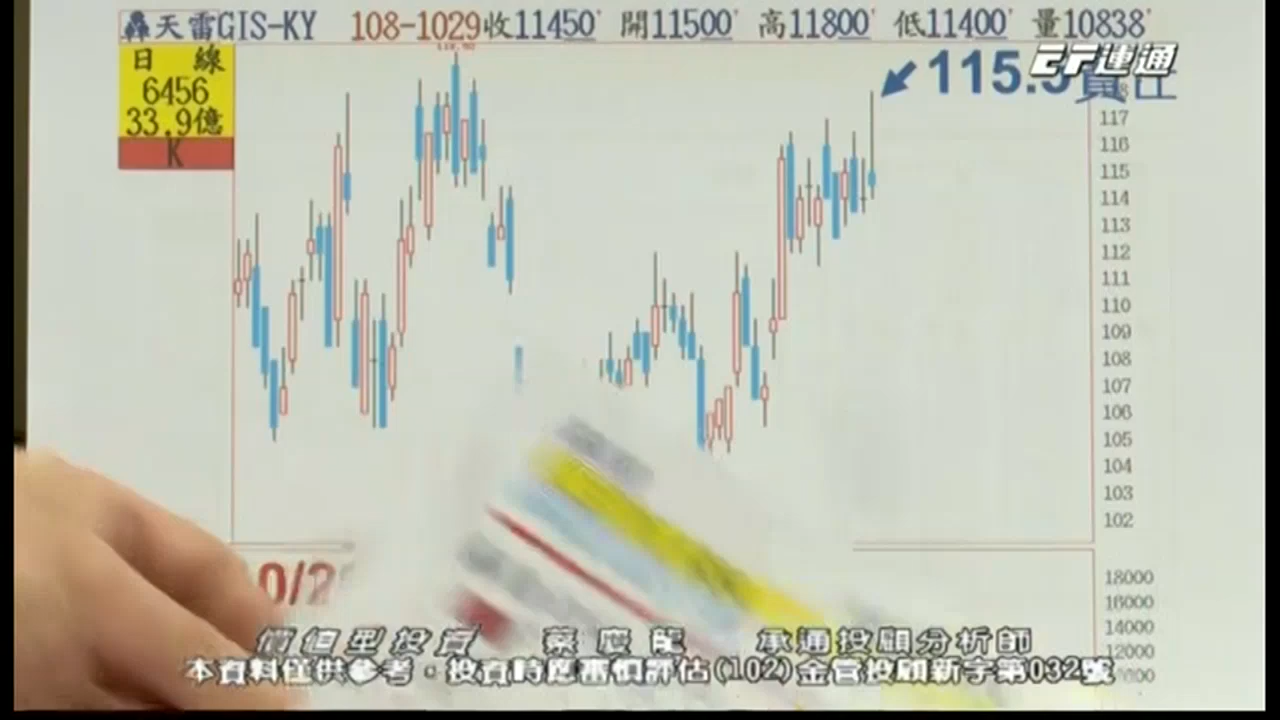 轟天雷GIS-KY 108-1029收11450' 開11500' 高11800' 低11400' 量10838'
日 線
6456
33.9億
K
115.5賣出
連通
117
116
115
114
113
112
111
110
109
108
107
106
105
104
103
102
18000
16000
14000
12000
價值型投資 蔡慶龍 承通投顧分析師
本資料僅供參考，投資時應審慎評估(102)金管投顧新字第032號